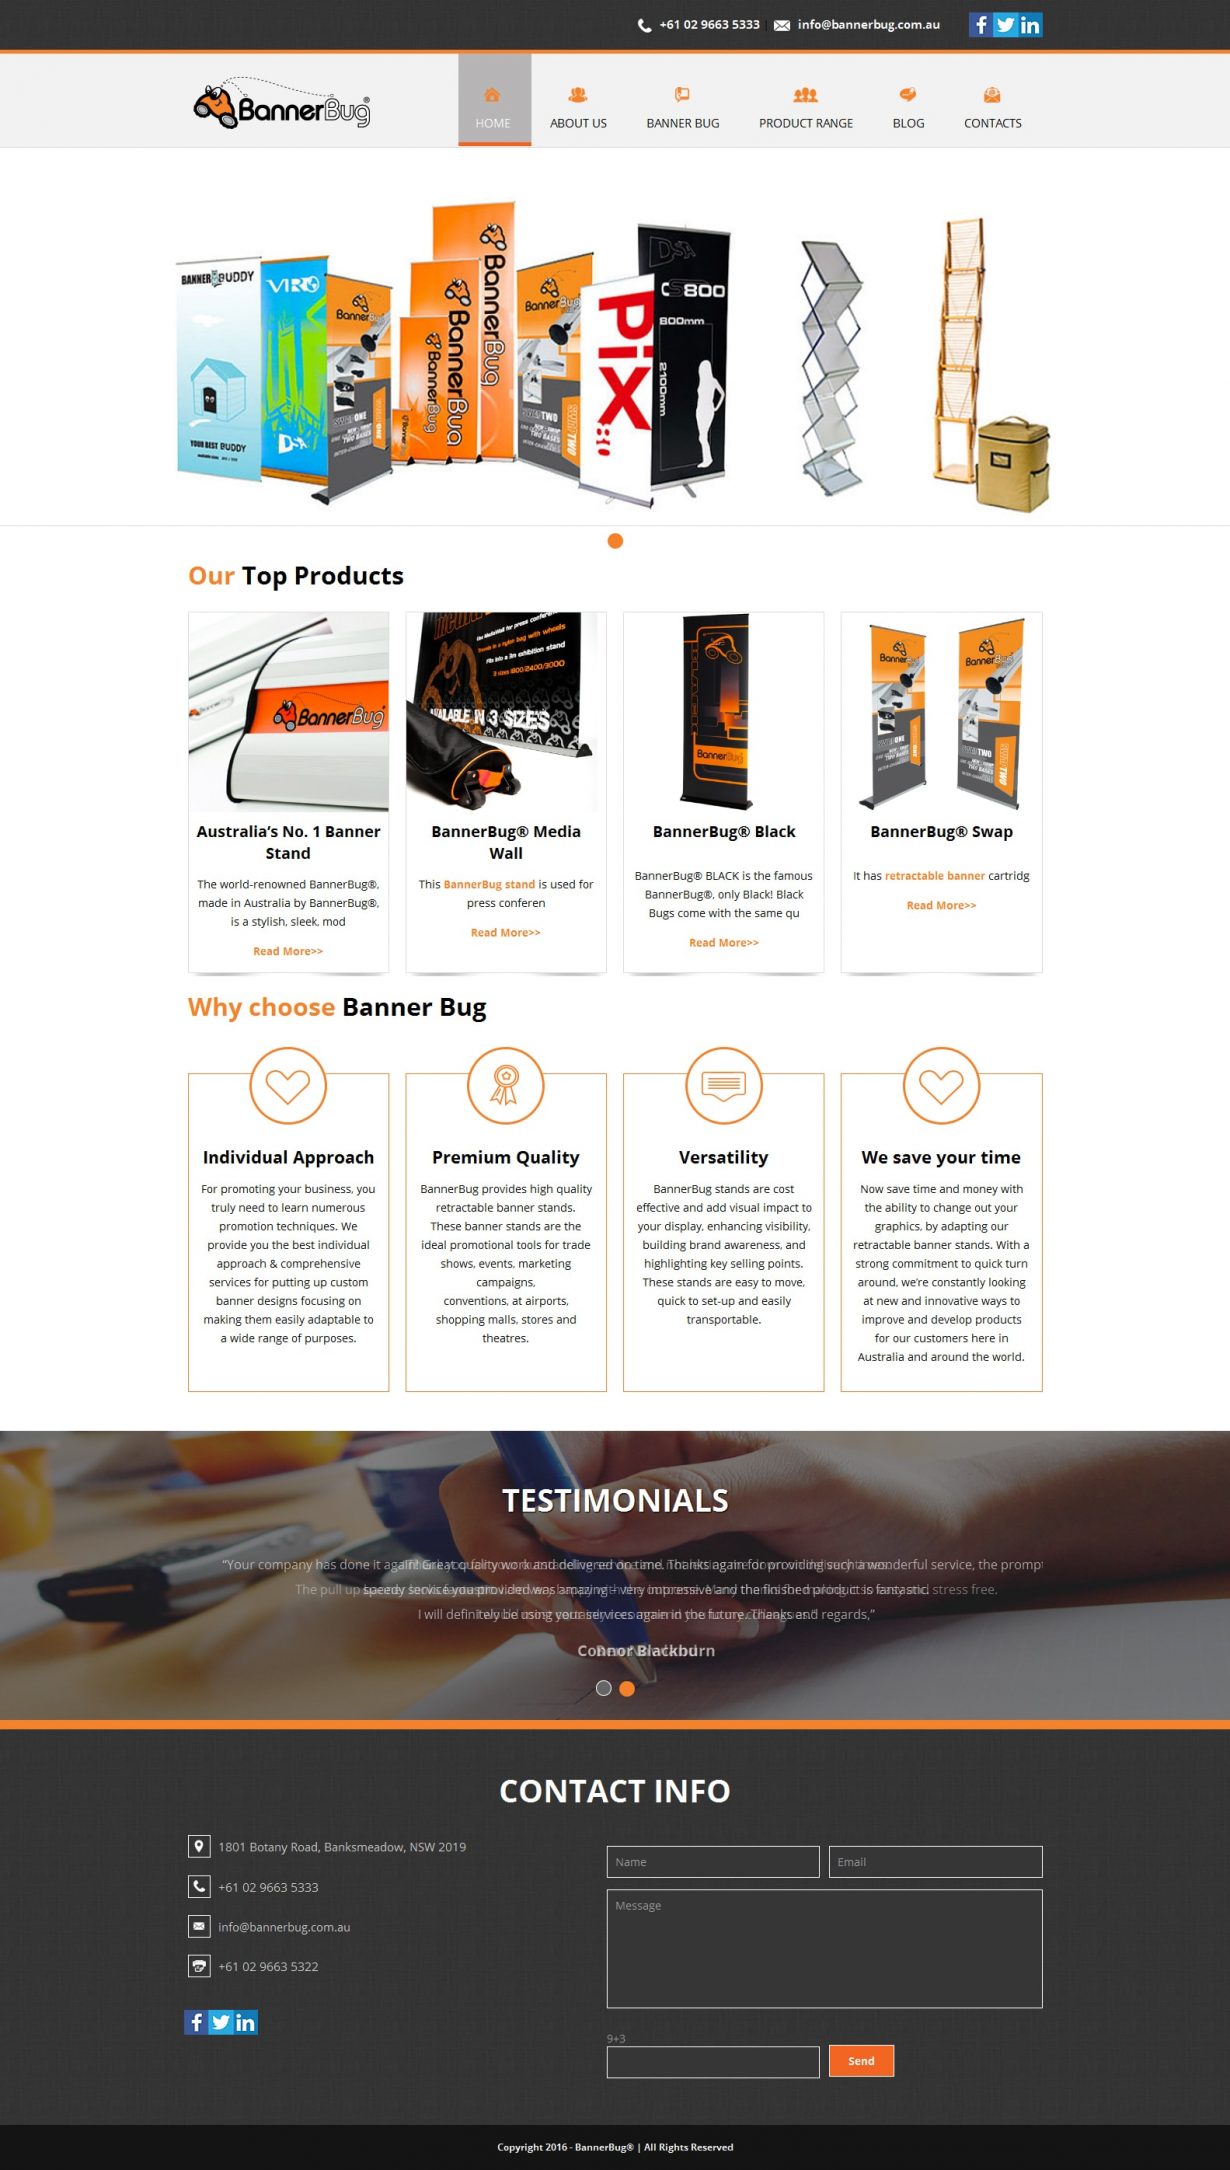 +61 02 9663 5333
info@bannerbug.com.au
BannerBug®
HOME
ABOUT US
BANNER BUG
PRODUCT RANGE
BLOG
CONTACTS
BANNER BUDDY
YOUR BEST BUDDY
VIRO
DSA
BannerBug
BannerBug
BannerBug
BannerBug
BannerBug
BannerBug
PiX
DSA
CS800
800mm
2100mm
Our Top Products
BannerBug
AVAILABLE IN 3 SIZES
BannerBug
BannerBug
BannerBug
Australia's No. 1 Banner
Stand
The world-renowned BannerBug®,
made in Australia by BannerBug®,
is a stylish, sleek, mod
Read More>>
BannerBug® Media
Wall
This BannerBug stand is used for
press conferen
Read More>>
BannerBug® Black
BannerBug® BLACK is the famous
BannerBug®, only Black! Black
Bugs come with the same qu
Read More>>
BannerBug® Swap
It has retractable banner cartridg
Read More>>
Why choose Banner Bug
Individual Approach
For promoting your business, you
truly need to learn numerous
promotion techniques. We
provide you the best individual
approach & comprehensive
services for putting up custom
banner designs focusing on
making them easily adaptable to
a wide range of purposes.
Premium Quality
BannerBug provides high quality
retractable banner stands.
These banner stands are the
ideal promotional tools for trade
shows, events, marketing
campaigns,
conventions, at airports,
shopping malls, stores and
theatres.
Versatility
BannerBug stands are cost
effective and add visual impact to
your display, enhancing visibility,
building brand awareness, and
highlighting key selling points.
These stands are easy to move,
quick to set-up and easily
transportable.
We save your time
Now save time and money with
the ability to change out your
graphics, by adapting our
retractable banner stands. With a
strong commitment to quick turn
around, we're constantly looking
at new and innovative ways to
improve and develop products
for our customers here in
Australia and around the world.
TESTIMONIALS
"Your company has done it again! Great quality work and delivered on time. Thanks again for providing such a wonderful service, the prompt
speedy service you provided was amazing – very impressive and the finished product is fantastic.
I will definitely be using your services again in the future. Thanks and regards,"
Connor Blackburn
CONTACT INFO
1801 Botany Road, Banksmeadow, NSW 2019
+61 02 9663 5333
info@bannerbug.com.au
+61 02 9663 5322
Name
Email
Message
9+3
Send
Copyright 2016 - BannerBug® | All Rights Reserved